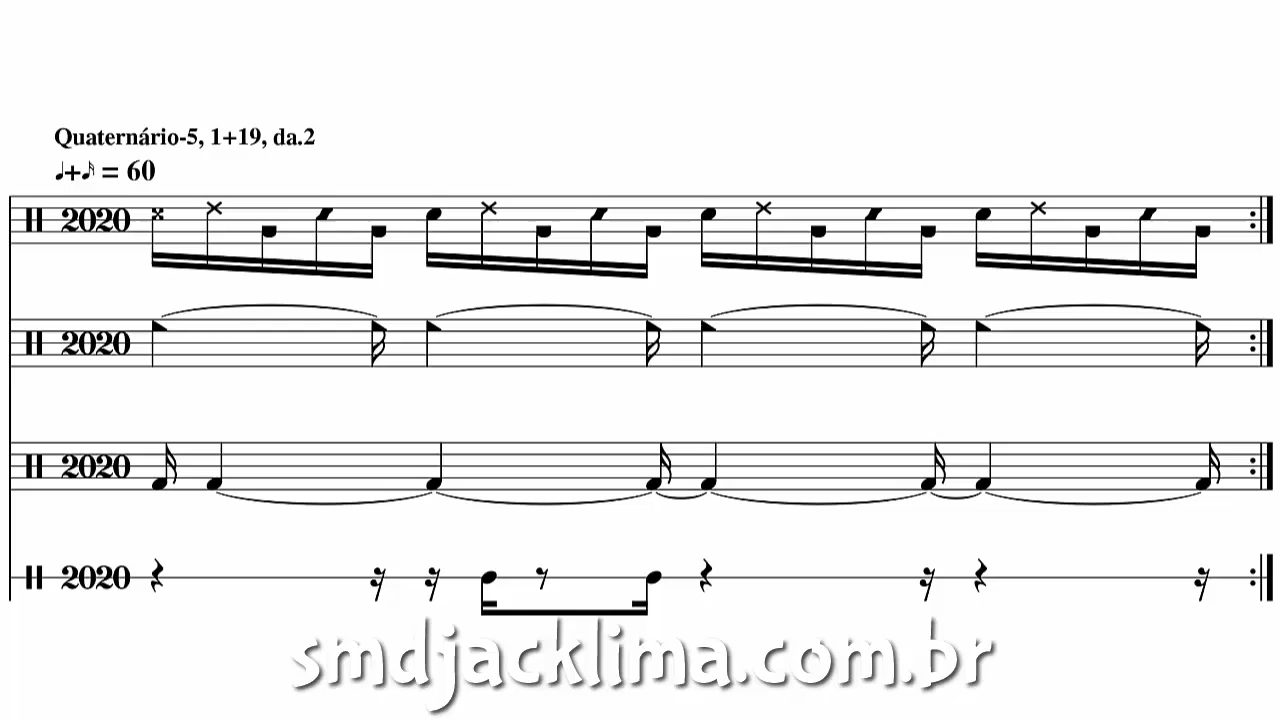 Quaternário-5, 1+19, da.2
♩+𝅘𝅥𝅯 = 60
2020
2020
2020
2020
smdjacklima.com.br